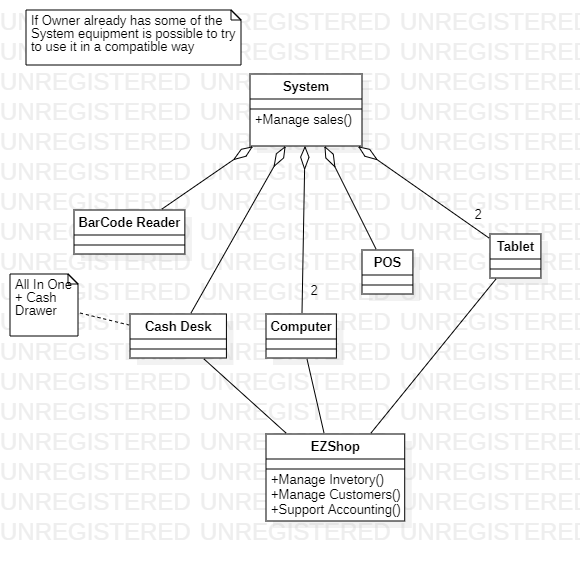 If Owner already has some of the
System equipment is possible to try
to use it in a compatible way
System
+Manage sales()
BarCode Reader
2
Tablet
POS
All In One
+ Cash
Drawer
2
Cash Desk
Computer
EZShop
+Manage Invetory()
+Manage Customers()
+Support Accounting()
UNREGISTERED